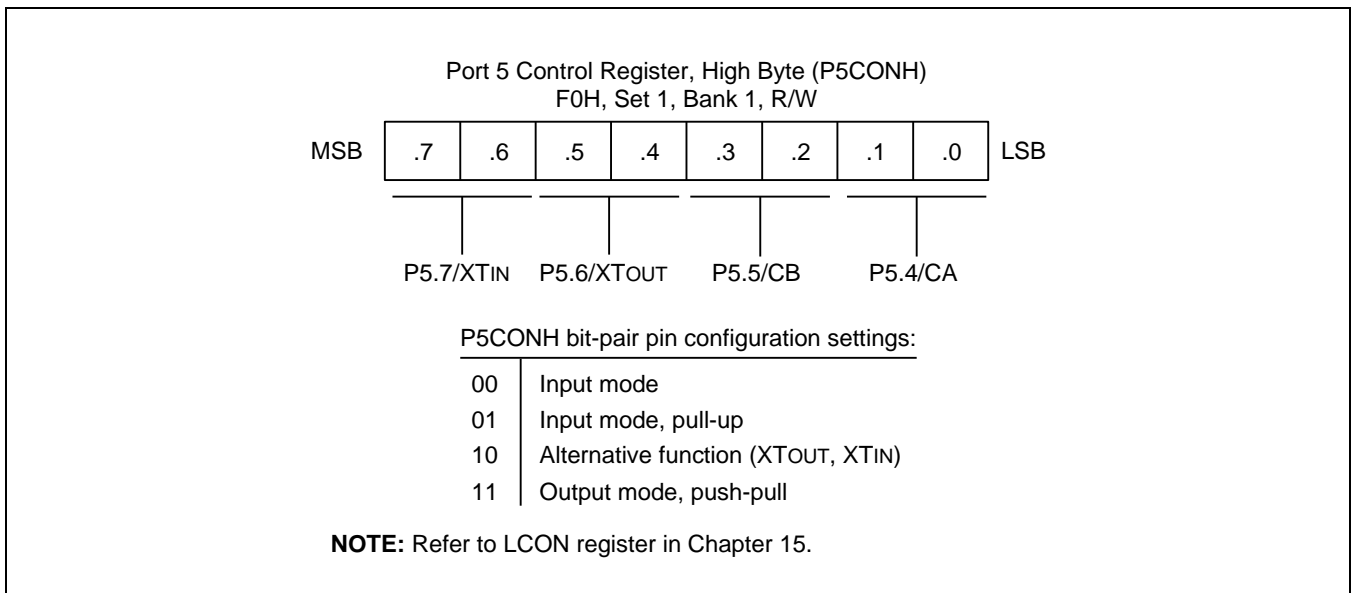 Port 5 Control Register, High Byte (P5CONH)
F0H, Set 1, Bank 1, R/W
MSB .7 .6 .5 .4 .3 .2 .1 .0 LSB
P5.7/XTIN P5.6/XTOUT P5.5/CB P5.4/CA
P5CONH bit-pair pin configuration settings:
00 Input mode
01 Input mode, pull-up
10 Alternative function (XTOUT, XTIN)
11 Output mode, push-pull
NOTE: Refer to LCON register in Chapter 15.